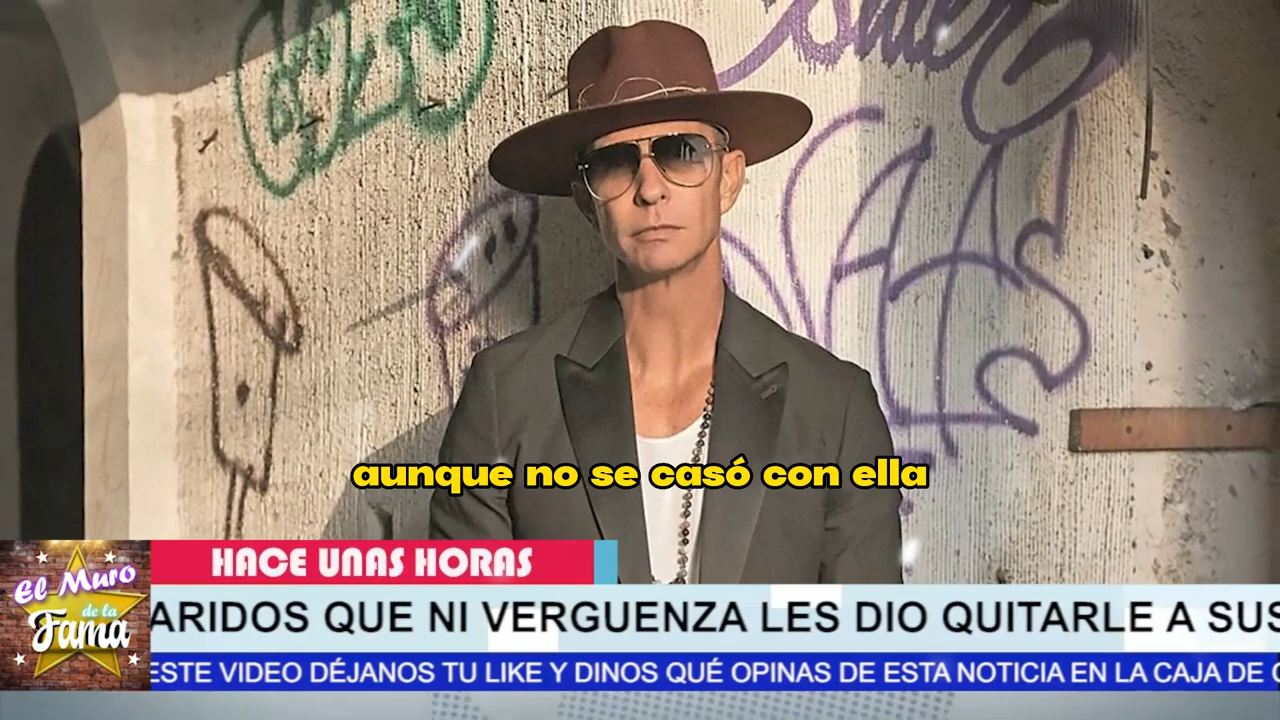 aunque no se casó con ella
HACE UNAS HORAS
El Muro
de la
Fama
ARIDOS QUE NI VERGUENZA LES DIO QUITARLE A SUS
ESTE VIDEO DÉJANOS TU LIKE Y DINOS QUÉ OPINAS DE ESTA NOTICIA EN LA CAJA DE C